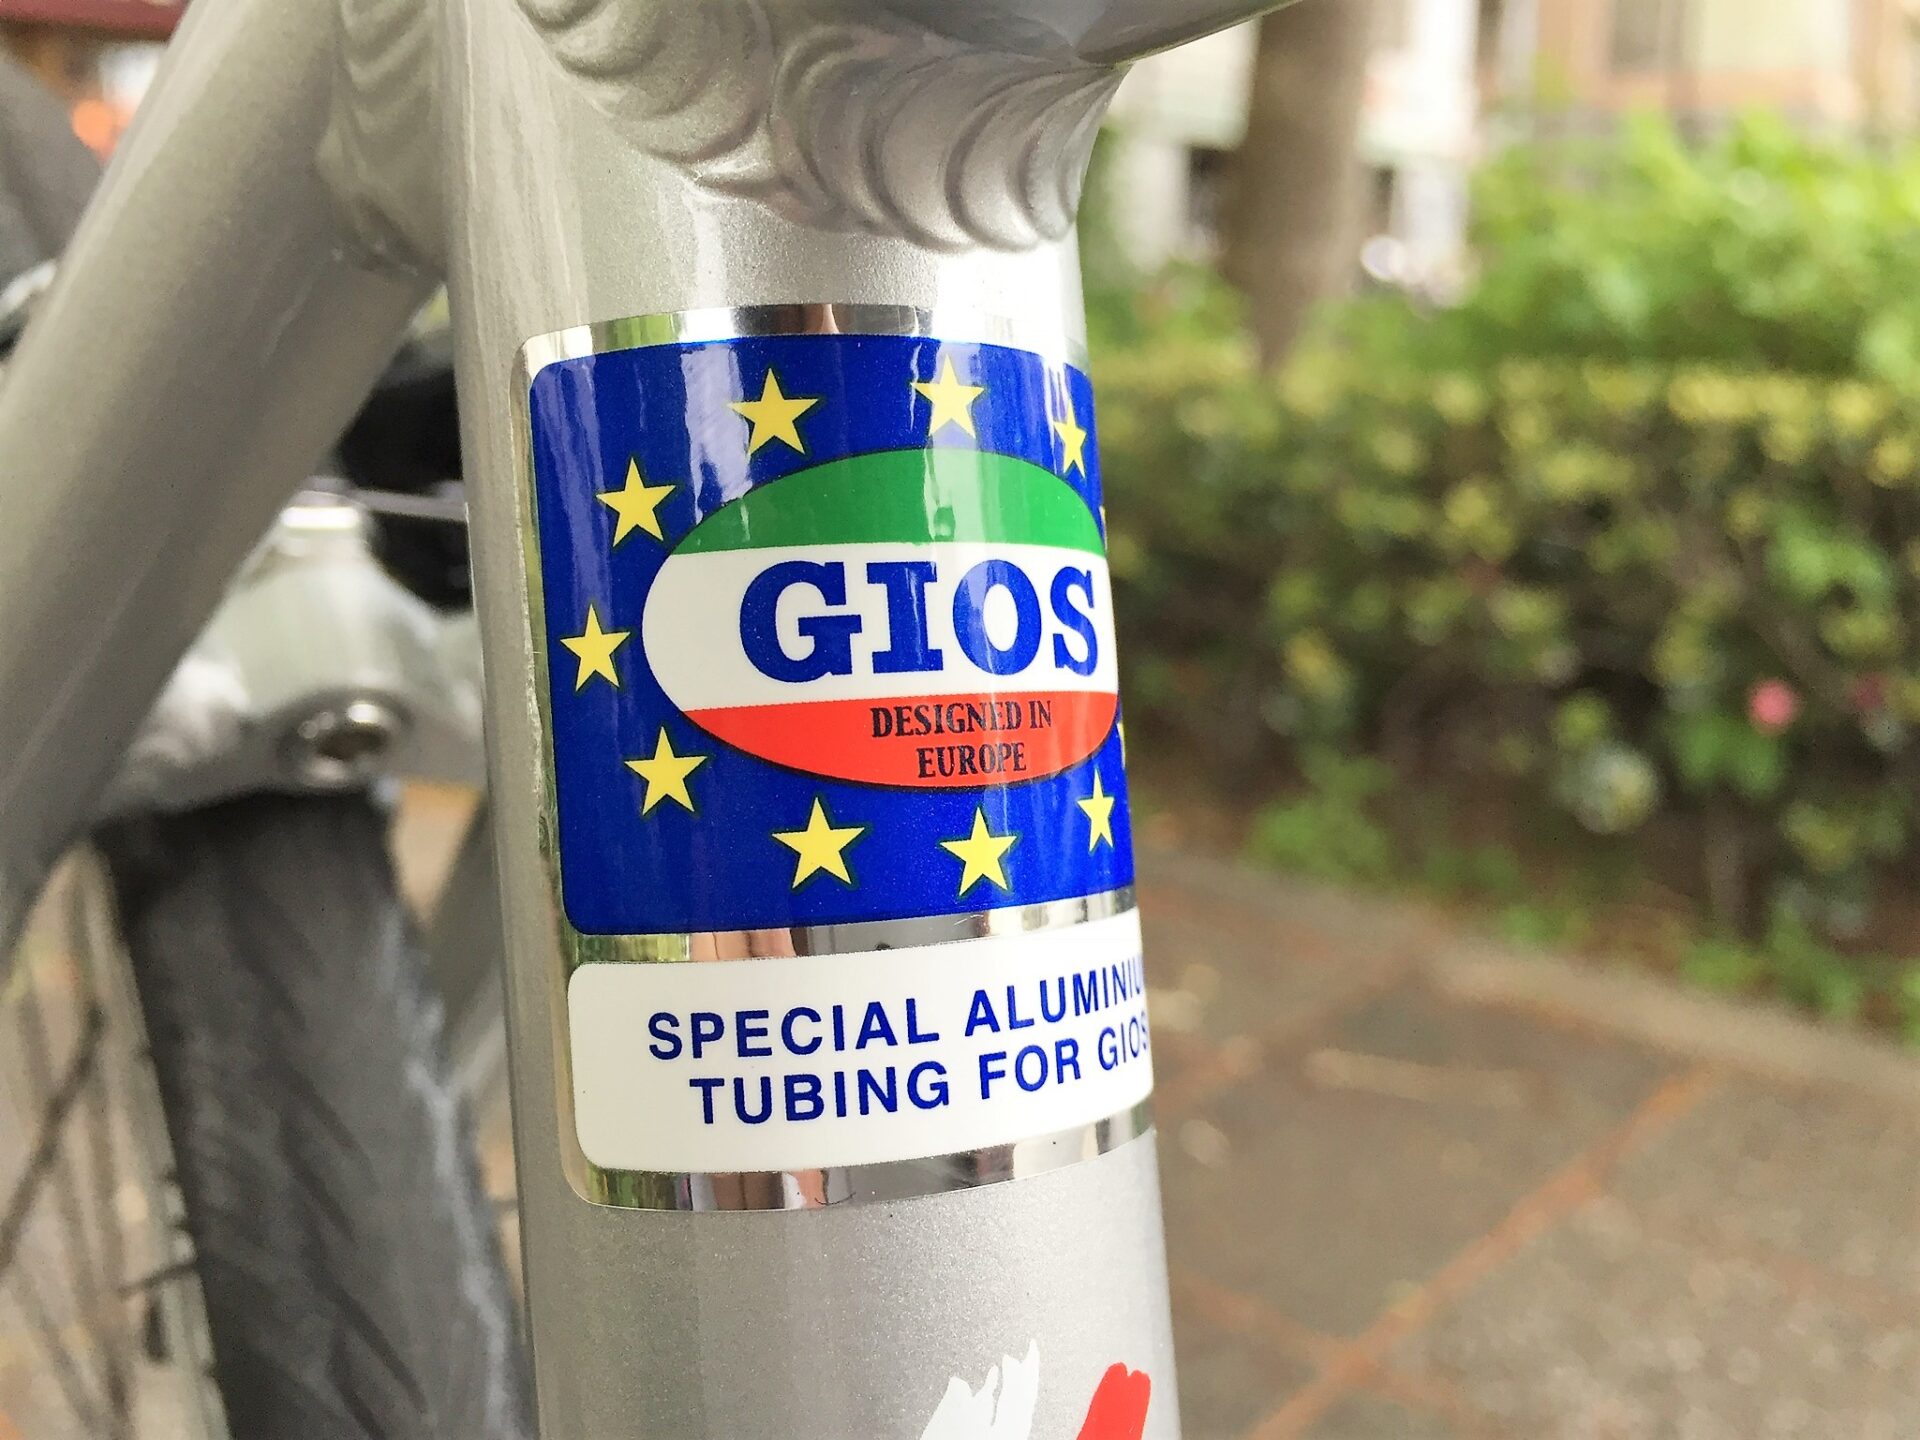 GIOS
DESIGNED IN
EUROPE
SPECIAL ALUMINIU
TUBING FOR GIOS